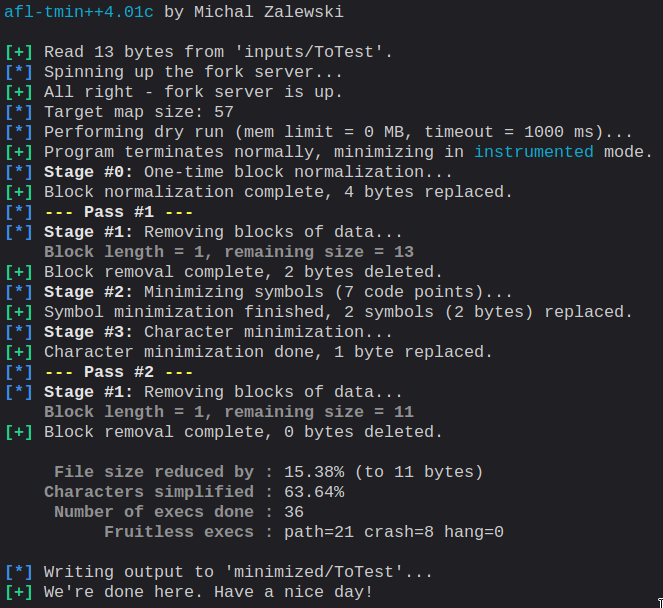 afl-tmin++4.01c by Michal Zalewski
[+] Read 13 bytes from 'inputs/ToTest'.
[*] Spinning up the fork server...
[+] All right - fork server is up.
[*] Target map size: 57
[*] Performing dry run (mem limit = 0 MB, timeout = 1000 ms)...
[+] Program terminates normally, minimizing in instrumented mode.
[*] Stage #0: One-time block normalization...
[+] Block normalization complete, 4 bytes replaced.
[*] --- Pass #1 ---
[*] Stage #1: Removing blocks of data...
Block length = 1, remaining size = 13
[+] Block removal complete, 2 bytes deleted.
[*] Stage #2: Minimizing symbols (7 code points)...
[+] Symbol minimization finished, 2 symbols (2 bytes) replaced.
[*] Stage #3: Character minimization...
[+] Character minimization done, 1 byte replaced.
[*] --- Pass #2 ---
[*] Stage #1: Removing blocks of data...
Block length = 1, remaining size = 11
[+] Block removal complete, 0 bytes deleted.
File size reduced by : 15.38% (to 11 bytes)
Characters simplified : 63.64%
Number of execs done : 36
Fruitless execs : path=21 crash=8 hang=0
[*] Writing output to 'minimized/ToTest'...
[+] We're done here. Have a nice day!